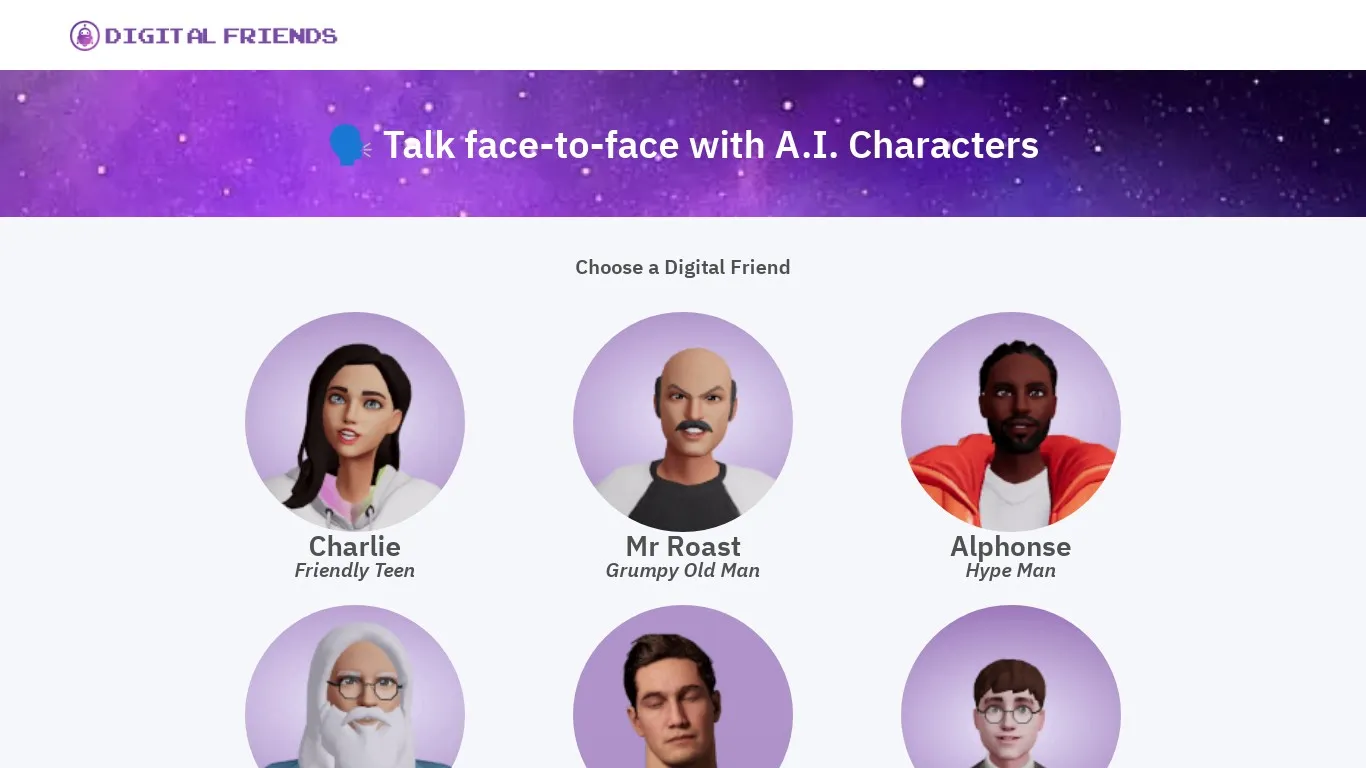 DIGITAL FRIENDS
Talk face-to-face with A.I. Characters
Choose a Digital Friend
Charlie
Friendly Teen
Mr Roast
Grumpy Old Man
Alphonse
Hype Man